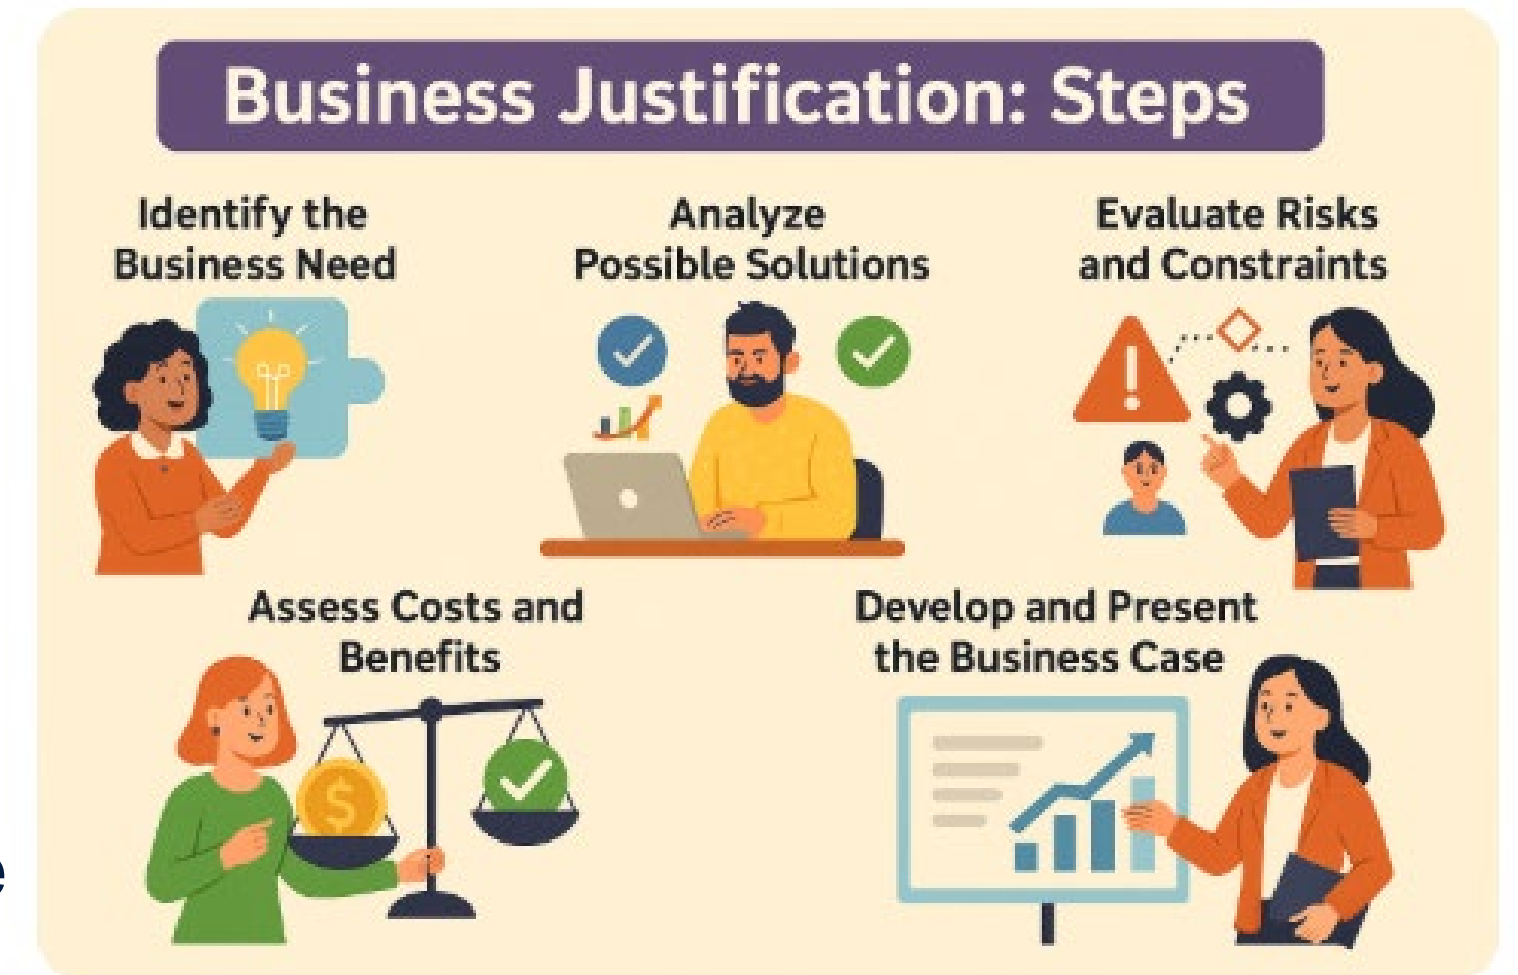 Business Justification: Steps
Identify the
Business Need
Analyze
Possible Solutions
Evaluate Risks
and Constraints
Assess Costs and
Benefits
$
Develop and Present
the Business Case
e